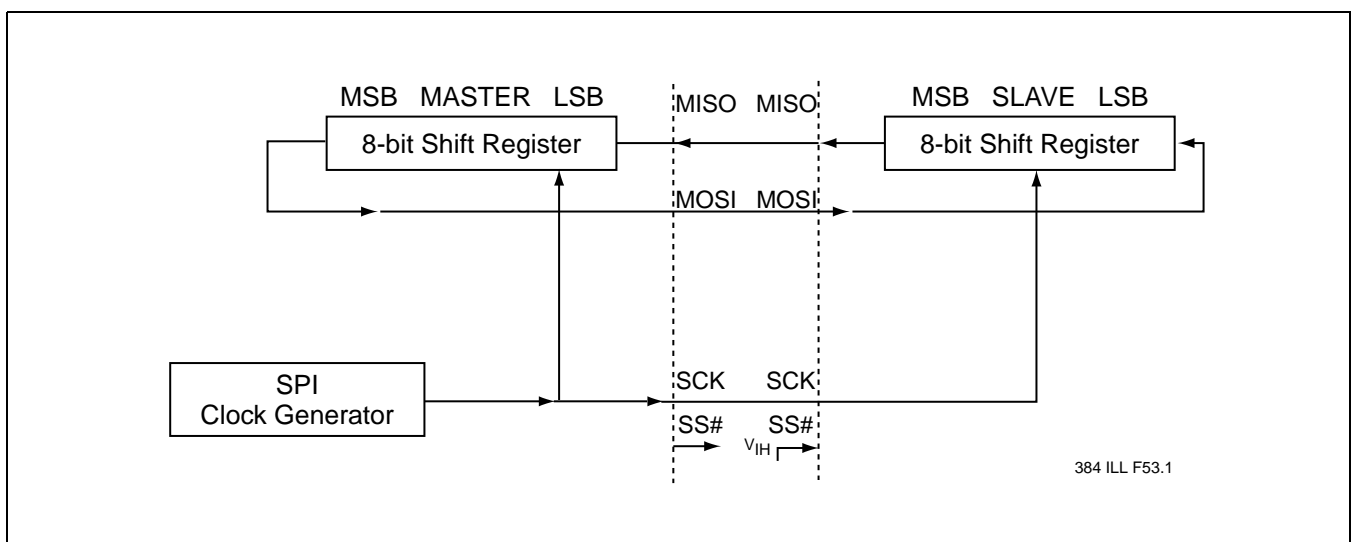 MSB MASTER LSB
MISO MISO
MSB SLAVE LSB
8-bit Shift Register
8-bit Shift Register
MOSI MOSI
SPI
Clock Generator
SCK SCK
SS# SS#
VIH
384 ILL F53.1